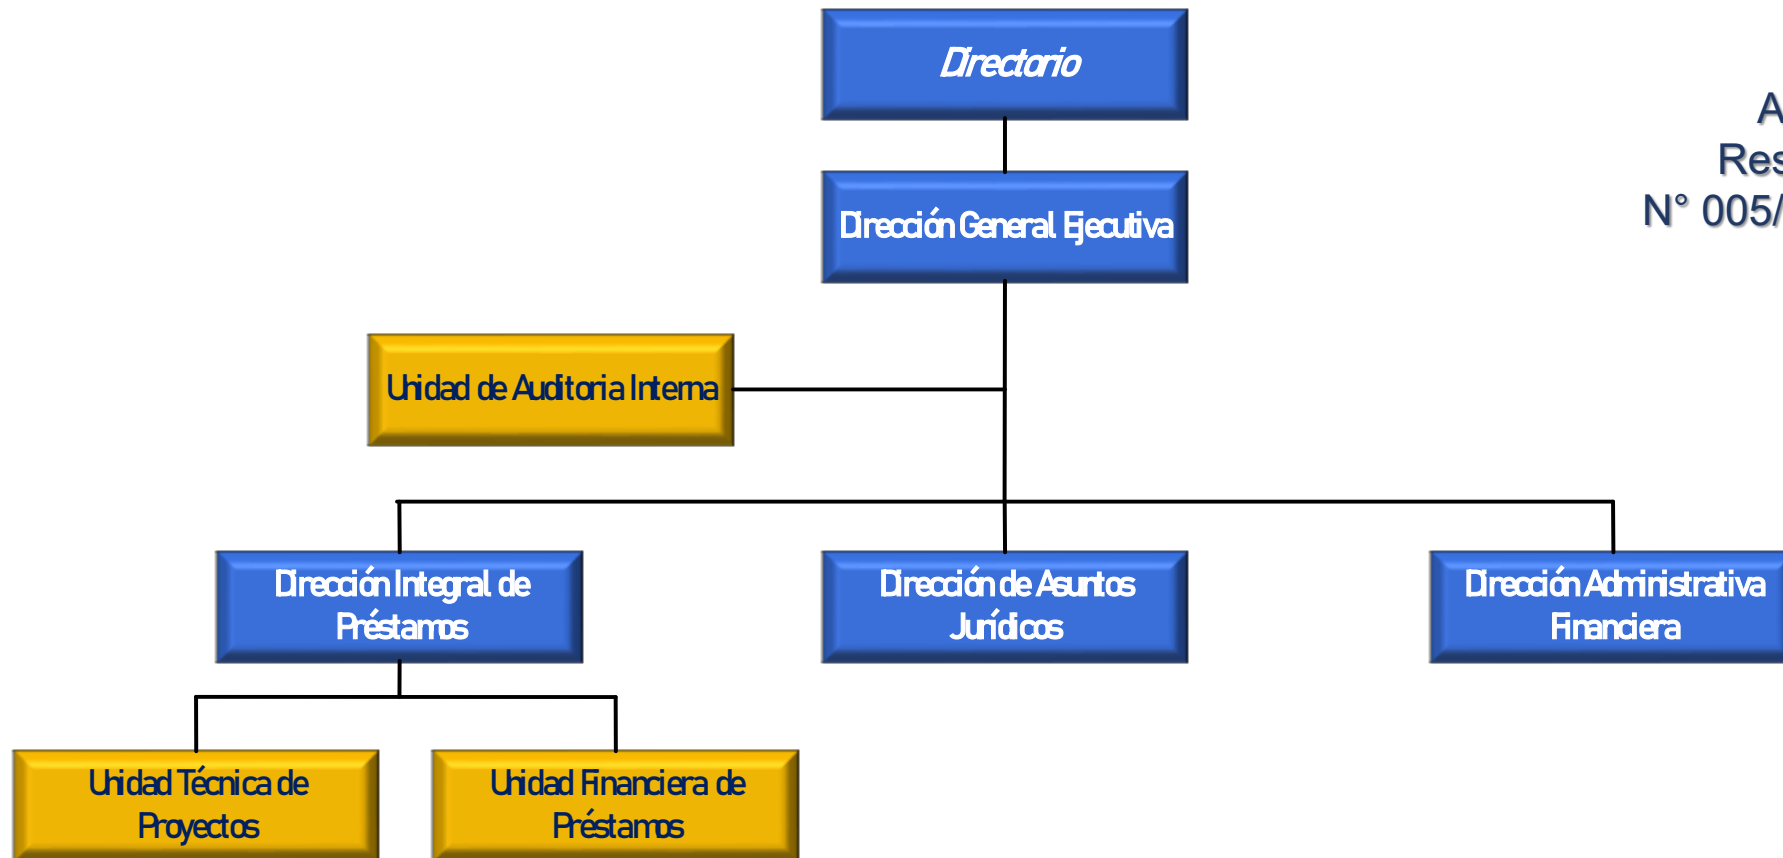 Directorio
Dirección General Ejecutiva
N° 005/
Unidad de Auditoria Interna
Dirección Integral de
Préstamos
Dirección de Asuntos
Jurídicos
Dirección Administrativa
Financiera
Unidad Técnica de
Proyectos
Unidad Financiera de
Préstamos